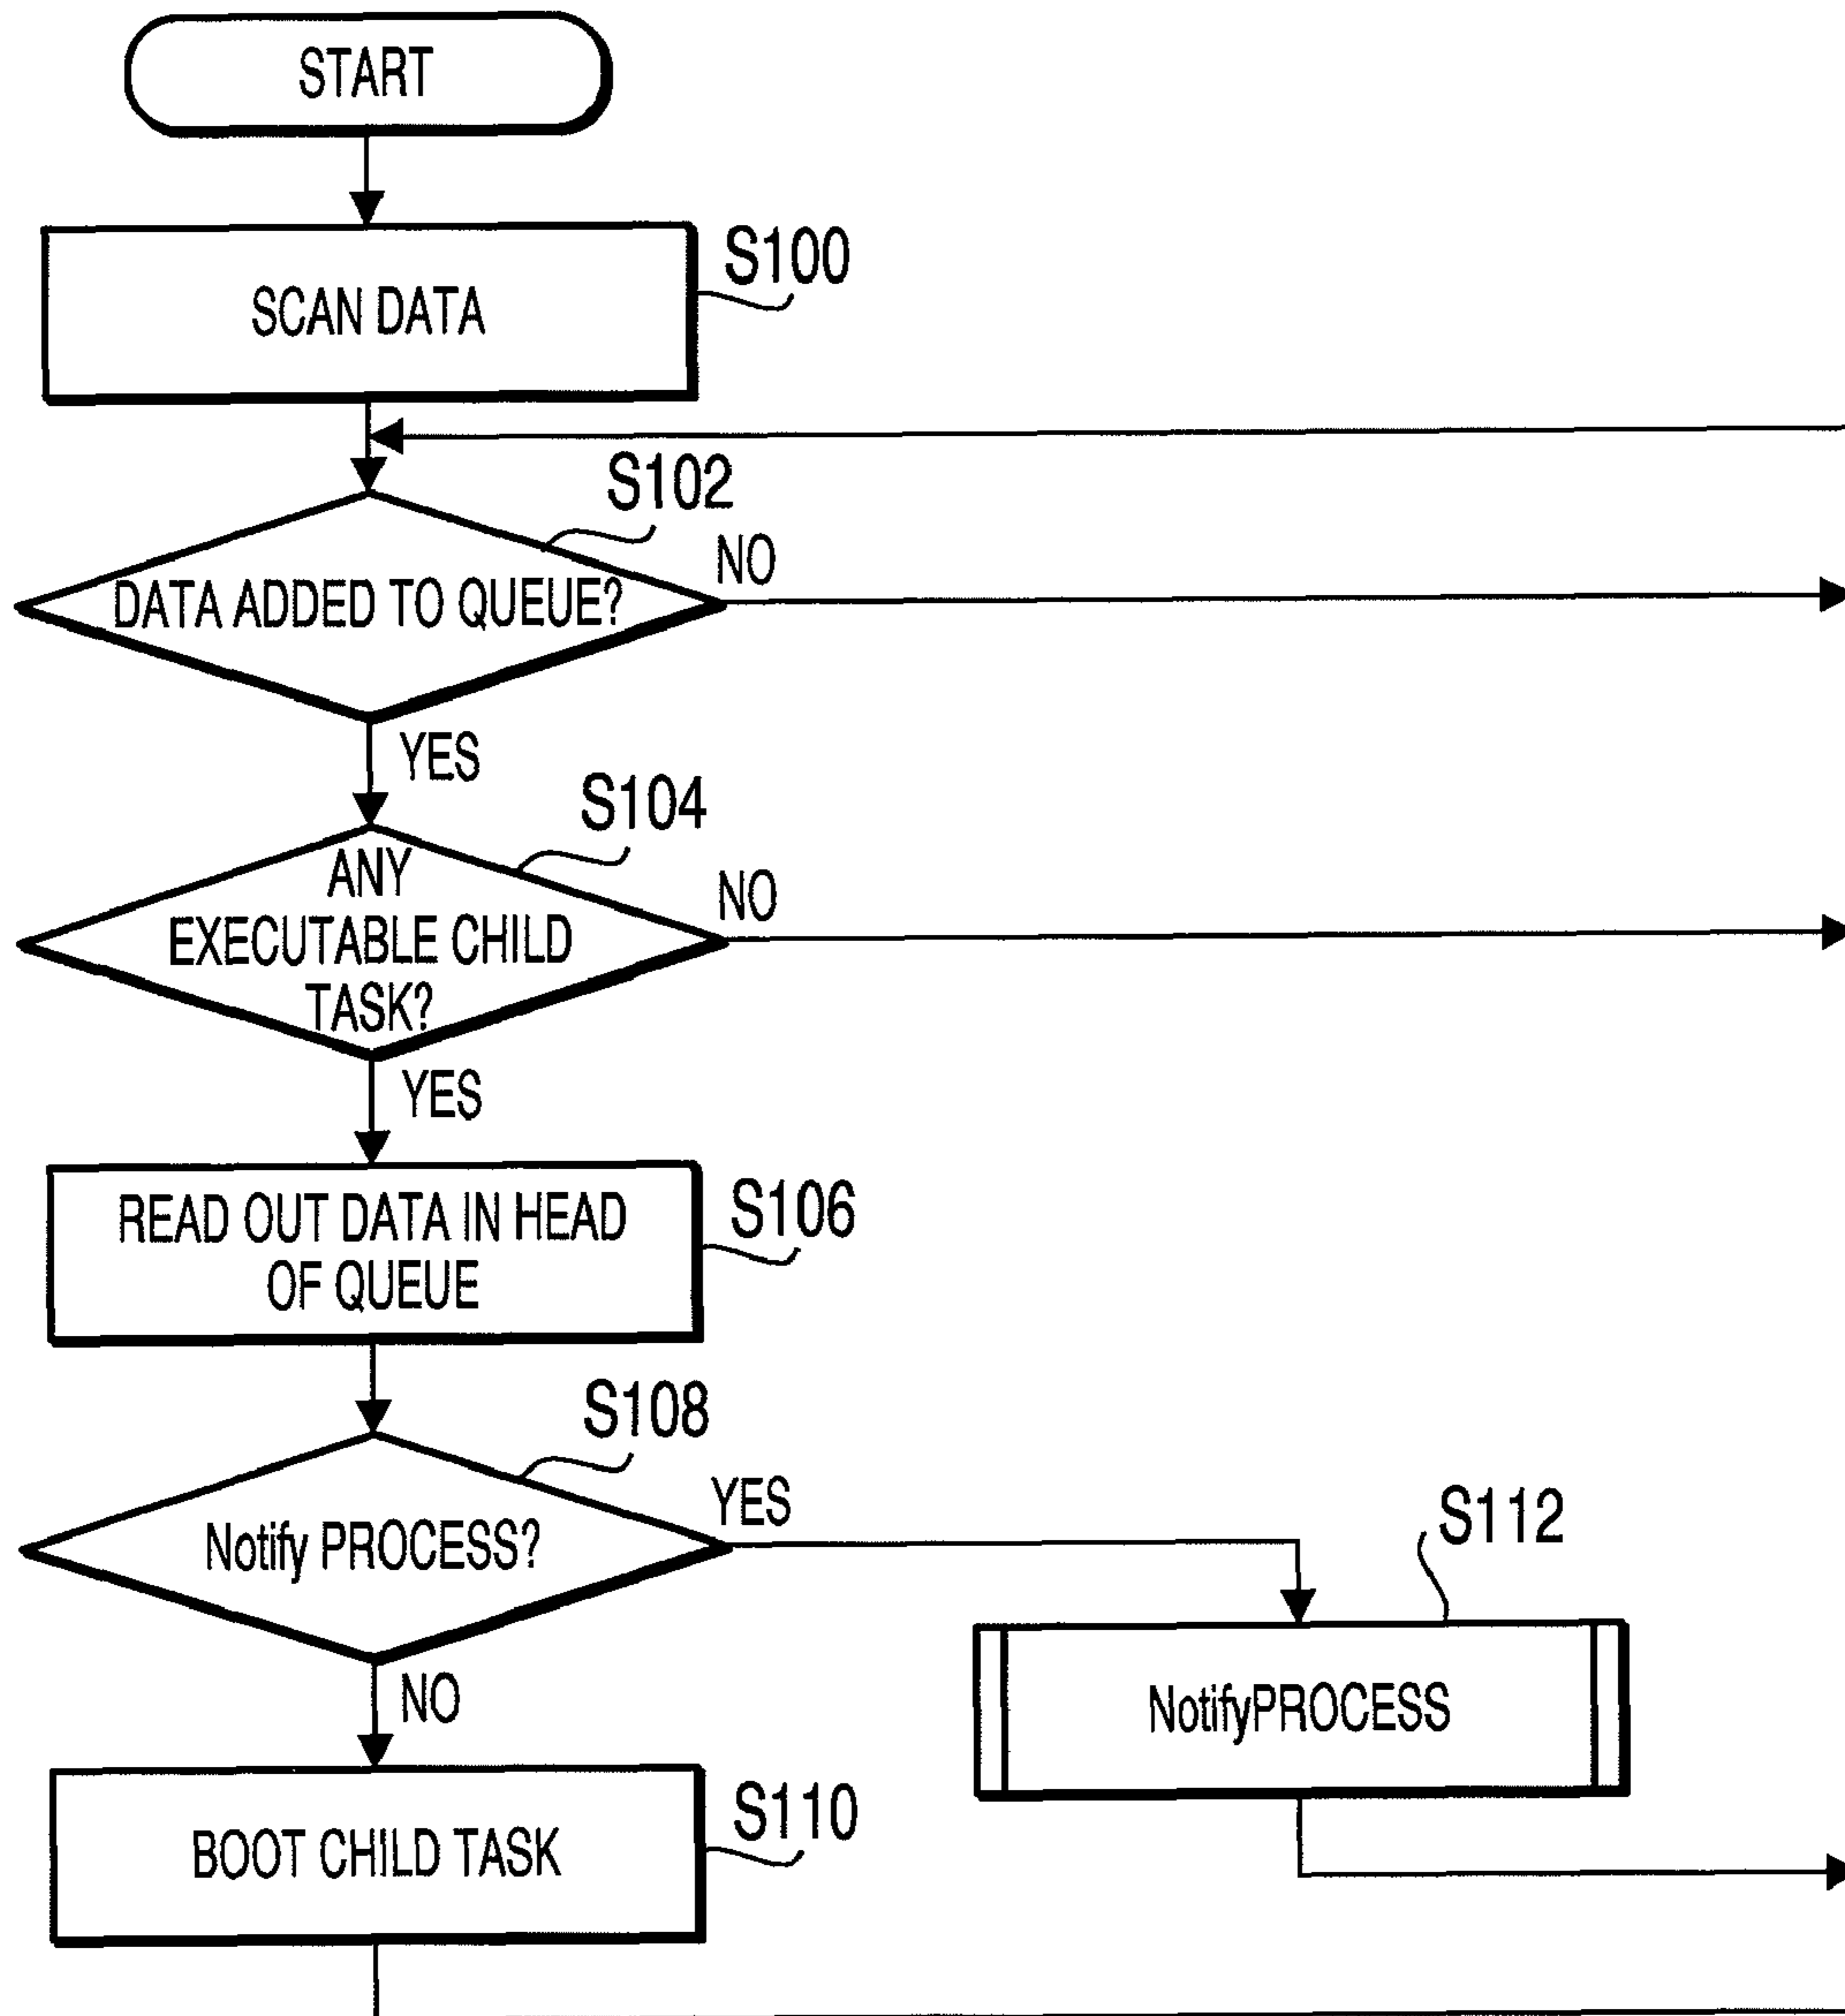 START
S100
SCAN DATA
S102
NO
DATA ADDED TO QUEUE?
YES
S104
ANY
NO
EXECUTABLE CHILD
TASK?
YES
S106
READ OUT DATA IN HEAD
OF QUEUE
S108
YES
S112
Notify PROCESS?
NO
NotifyPROCESS
S110
BOOT CHILD TASK